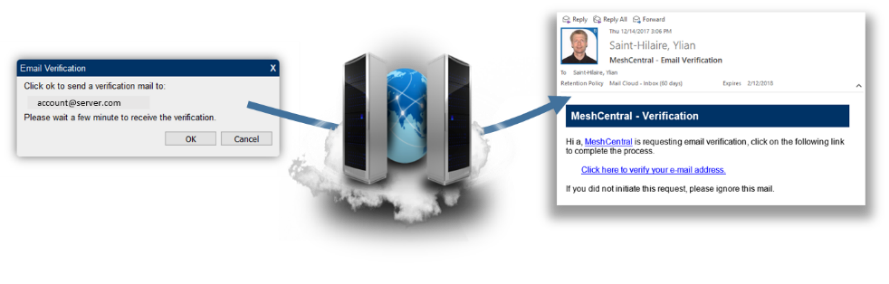 Email Verification X
Click ok to send a verification mail to:
account@server.com
Please wait a few minute to receive the verification.
OK Cancel
Reply Reply All Forward
Thu 12/14/2017 3:06 PM
Saint-Hilaire, Ylian
MeshCentral - Email Verification
To Saint-Hilaire, Ylian
Retention Policy Mail Cloud - Inbox (60 days) Expires 2/12/2018
MeshCentral - Verification
Hi a, MeshCentral is requesting email verification, click on the following link
to complete the process.
Click here to verify your e-mail address.
If you did not initiate this request, please ignore this mail.